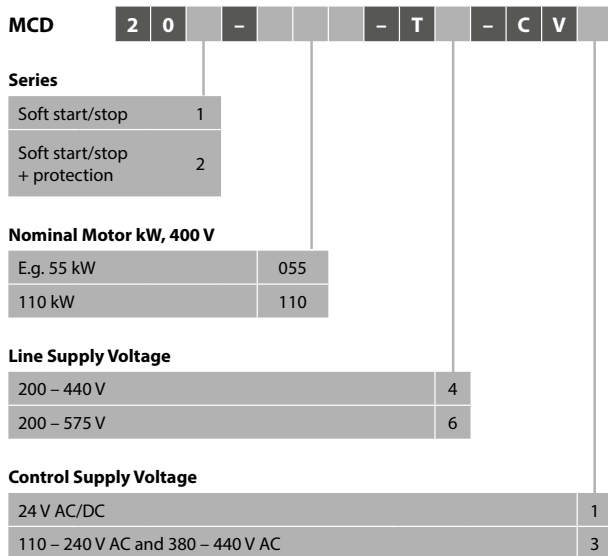 MCD 2 0 – – T – C V
Series
Soft start/stop 1
Soft start/stop
+ protection 2
Nominal Motor kW, 400 V
E.g. 55 kW 055
110 kW 110
Line Supply Voltage
200 – 440 V 4
200 – 575 V 6
Control Supply Voltage
24 V AC/DC 1
110 – 240 V AC and 380 – 440 V AC 3